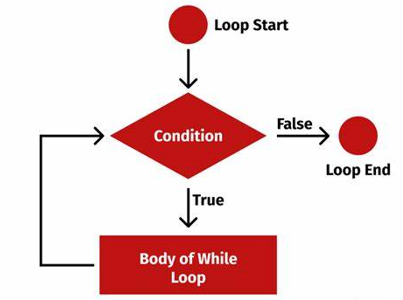 Loop Start
Condition
False
Loop End
True
Body of While
Loop